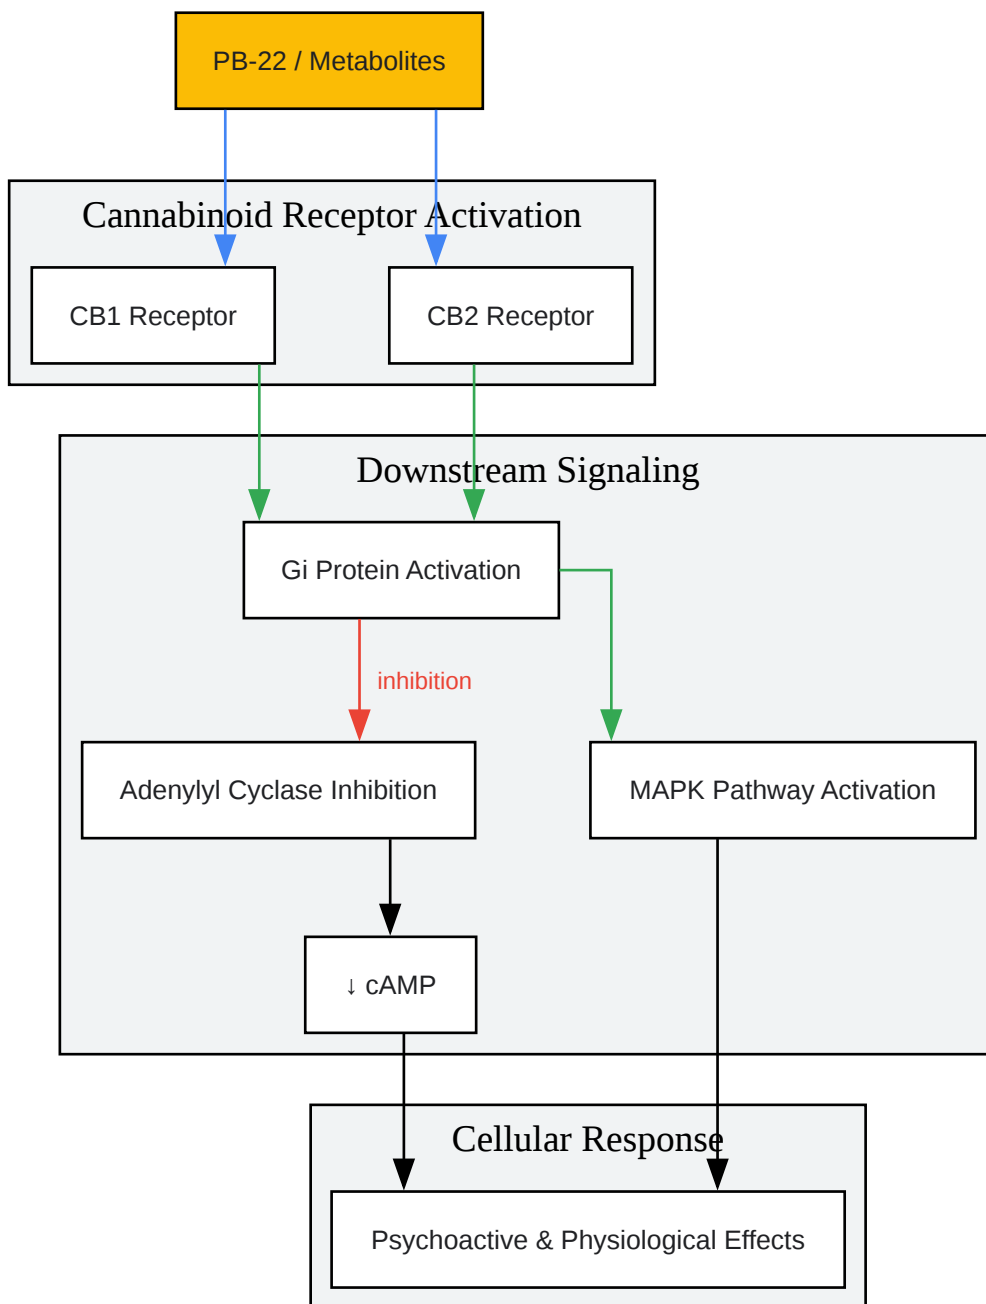 PB-22 / Metabolites
Cannabinoid Receptor Activation
CB1 Receptor
CB2 Receptor
Downstream Signaling
Gi Protein Activation
inhibition
Adenylyl Cyclase Inhibition
MAPK Pathway Activation
↓ cAMP
Cellular Response
Psychoactive & Physiological Effects